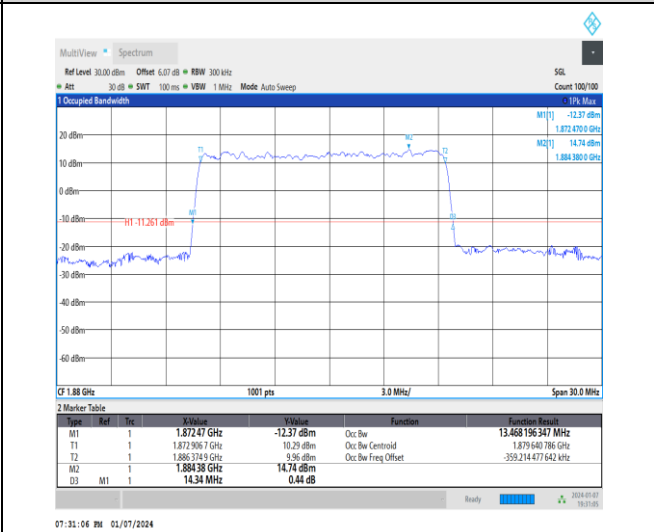 MultiView Spectrum
Ref Level 30.00 dBm Offset 6.07 dB RBW 300 kHz SGL
Att 30 dB SWT 100 ms VBW 1 MHz Mode Auto Sweep Count 100/100
1 Occupied Bandwidth 1Pk Max
M1[1] -12.37 dBm
1.872 470 0 GHz
20 dBm M2[1] 14.74 dBm
T1 M2 T2
1.884 380 0 GHz
10 dBm
0 dBm
M1
-10 dBm D3
H1 -11.261 dBm
-20 dBm
-30 dBm
-40 dBm
-50 dBm
-60 dBm
CF 1.88 GHz 1001 pts 3.0 MHz/ Span 30.0 MHz
2 Marker Table
Type Ref Trc X-Value Y-Value Function Function Result
M1 1 1.87247 GHz -12.37 dBm Occ Bw 13.468 196 347 MHz
T1 1 1.872 906 7 GHz 10.29 dBm Occ Bw Centroid 1.879 640 786 GHz
T2 1 1.886 374 9 GHz 9.96 dBm Occ Bw Freq Offset -359.214 477 642 kHz
M2 1 1.88438 GHz 14.74 dBm
D3 M1 1 14.34 MHz 0.44 dB
Ready 2024-01-07
19:31:05
07:31:06 PM 01/07/2024